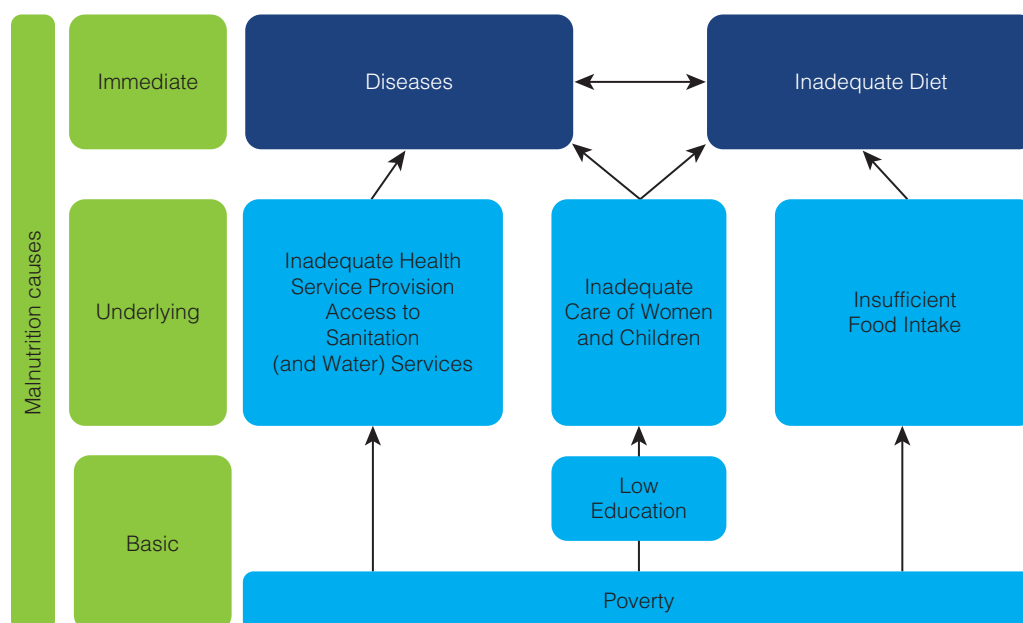 Malnutrition causes
Immediate
Diseases
Inadequate Diet
Underlying
Inadequate Health
Service Provision
Access to
Sanitation
(and Water) Services
Inadequate
Care of Women
and Children
Insufficient
Food Intake
Basic
Low
Education
Poverty